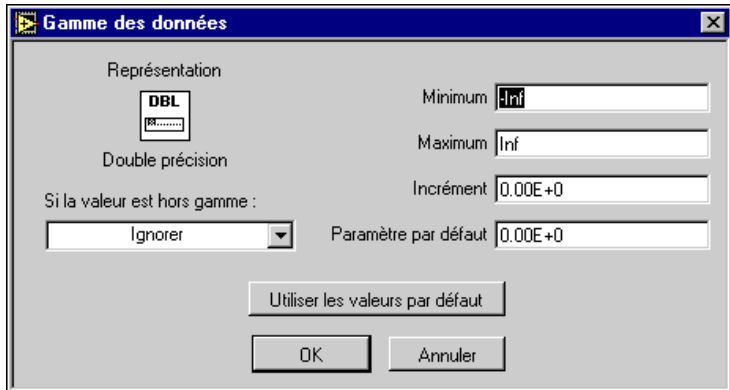 Gamme des données
Représentation
DBL
Double précision
Si la valeur est hors gamme :
Ignorer
Minimum -Inf
Maximum Inf
Incrément 0.00E+0
Paramètre par défaut 0.00E+0
Utiliser les valeurs par défaut
OK Annuler